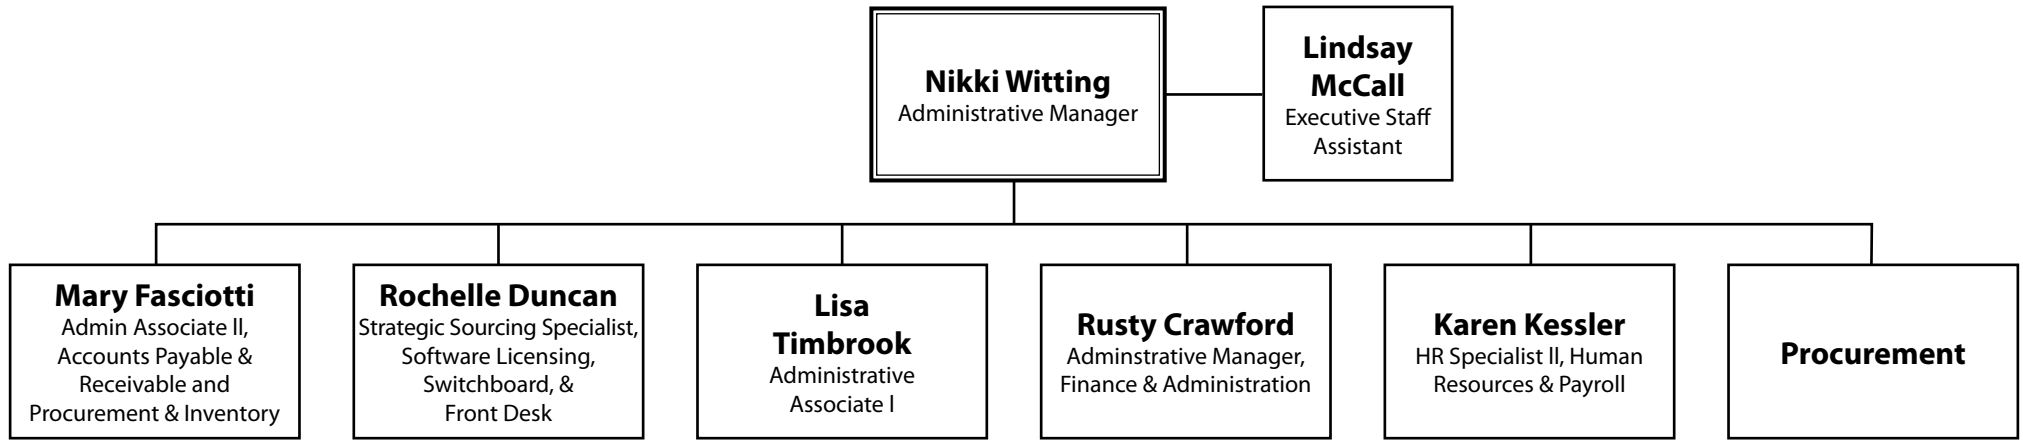 Nikki Witting
Administrative Manager
Lindsay
McCall
Executive Staff
Assistant
Mary Fasciotti
Admin Associate ll,
Accounts Payable &
Receivable and
Procurement & Inventory
Rochelle Duncan
Strategic Sourcing Specialist,
Software Licensing,
Switchboard, &
Front Desk
Lisa
Timbrook
Administrative
Associate l
Rusty Crawford
Adminstrative Manager,
Finance & Administration
Karen Kessler
HR Specialist ll, Human
Resources & Payroll
Procurement